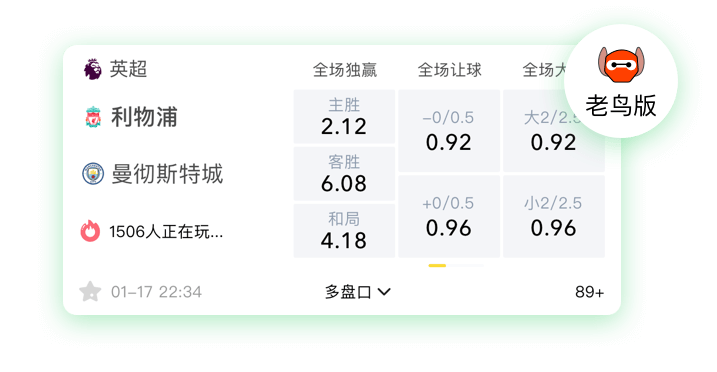 英超
全场独赢
全场让球
全场大
老鸟版
利物浦
主胜
2.12
-0/0.5
0.92
大2/2.5
0.92
曼彻斯特城
客胜
6.08
+0/0.5
0.96
小2/2.5
0.96
1506人正在玩...
和局
4.18
01-17 22:34
多盘口
89+